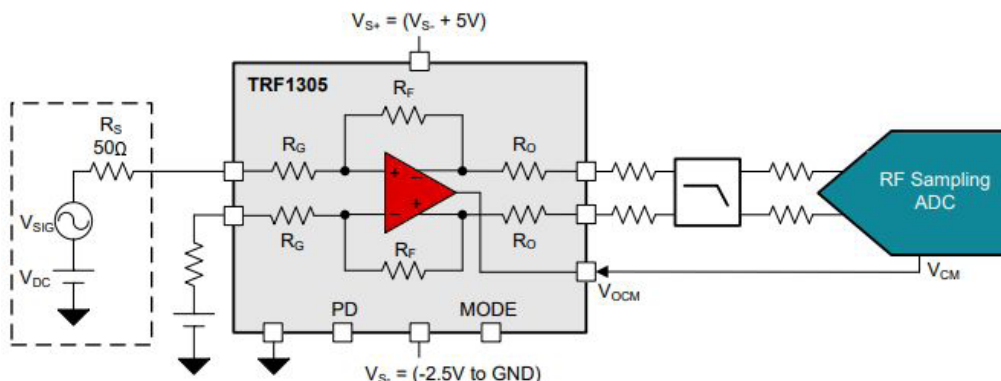 V_S+ = (V_S- + 5V)
TRF1305
R_F
R_S
50Ω
R_G
R_O
RF Sampling
ADC
V_SIG
R_G
R_F
R_O
V_DC
V_CM
V_OCM
PD
MODE
V_S- = (-2.5V to GND)